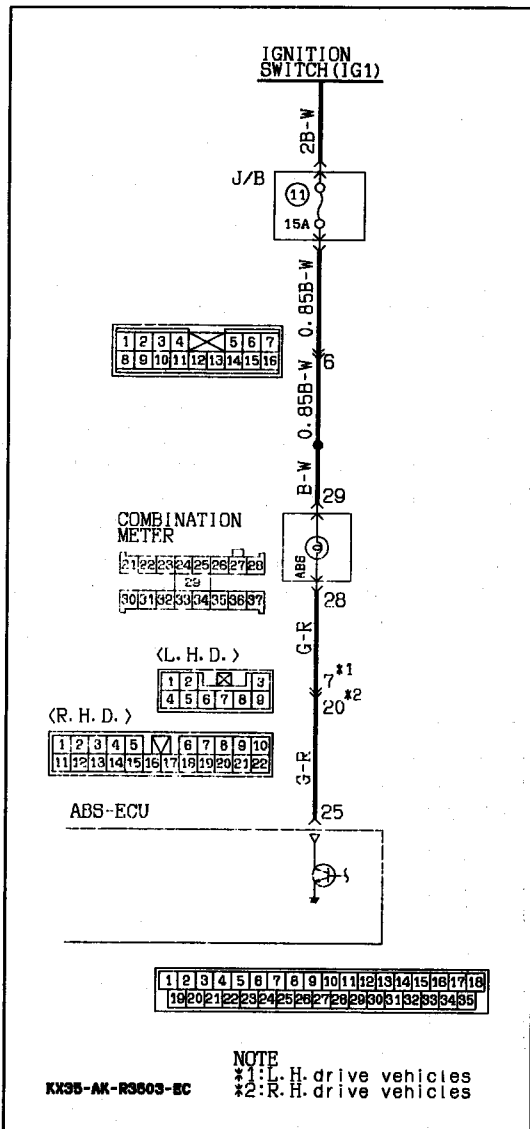 IGNITION
SWITCH(IG1)
2B-W
J/B
11
15A
0.85B-W
1 2 3 4 5 6 7
8 9 10 11 12 13 14 15 16
6
0.85B-W
B-W
29
COMBINATION
METER
21 22 23 24 25 26 27 28
29
30 31 32 33 34 35 36 37
ABS
28
G-R
<L.H.D.>
1 2 3
4 5 6 7 8 9
7*1
20*2
<R.H.D.>
1 2 3 4 5 6 7 8 9 10
11 12 13 14 15 16 17 18 19 20 21 22
G-R
ABS-ECU
25
1 2 3 4 5 6 7 8 9 10 11 12 13 14 15 16 17 18
19 20 21 22 23 24 25 26 27 28 29 30 31 32 33 34 35
NOTE
*1:L.H.drive vehicles
*2:R.H.drive vehicles
KX35-AK-R3503-EC